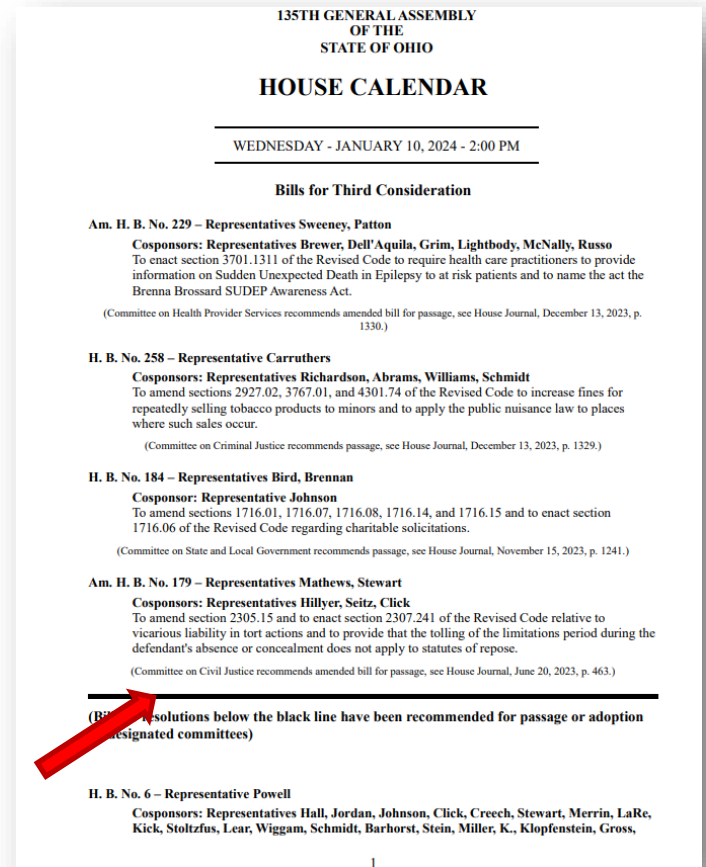 135TH GENERAL ASSEMBLY
OF THE
STATE OF OHIO
HOUSE CALENDAR
WEDNESDAY - JANUARY 10, 2024 - 2:00 PM
Bills for Third Consideration
Am. H. B. No. 229 – Representatives Sweeney, Patton
Cosponsors: Representatives Brewer, Dell'Aquila, Grim, Lightbody, McNally, Russo
To enact section 3701.1311 of the Revised Code to require health care practitioners to provide
information on Sudden Unexpected Death in Epilepsy to at risk patients and to name the act the
Brenna Brossard SUDEP Awareness Act.
(Committee on Health Provider Services recommends amended bill for passage, see House Journal, December 13, 2023, p.
1330.)
H. B. No. 258 – Representative Carruthers
Cosponsors: Representatives Richardson, Abrams, Williams, Schmidt
To amend sections 2927.02, 3767.01, and 4301.74 of the Revised Code to increase fines for
repeatedly selling tobacco products to minors and to apply the public nuisance law to places
where such sales occur.
(Committee on Criminal Justice recommends passage, see House Journal, December 13, 2023, p. 1329.)
H. B. No. 184 – Representatives Bird, Brennan
Cosponsor: Representative Johnson
To amend sections 1716.01, 1716.07, 1716.08, 1716.14, and 1716.15 and to enact section
1716.06 of the Revised Code regarding charitable solicitations.
(Committee on State and Local Government recommends passage, see House Journal, November 15, 2023, p. 1241.)
Am. H. B. No. 179 – Representatives Mathews, Stewart
Cosponsors: Representatives Hillyer, Seitz, Click
To amend section 2305.15 and to enact section 2307.241 of the Revised Code relative to
vicarious liability in tort actions and to provide that the tolling of the limitations period during the
defendant's absence or concealment does not apply to statutes of repose.
(Committee on Civil Justice recommends amended bill for passage, see House Journal, June 20, 2023, p. 463.)
below the black line have been recommended for passage or adoption
committees)
H. B. No. 6 – Representative Powell
Cosponsors: Representatives Hall, Jordan, Johnson, Click, Creech, Stewart, Merrin, LaRe,
Kick, Stoltzfus, Lear, Wiggam, Schmidt, Barhorst, Stein, Miller, K., Klopfenstein, Gross,
1